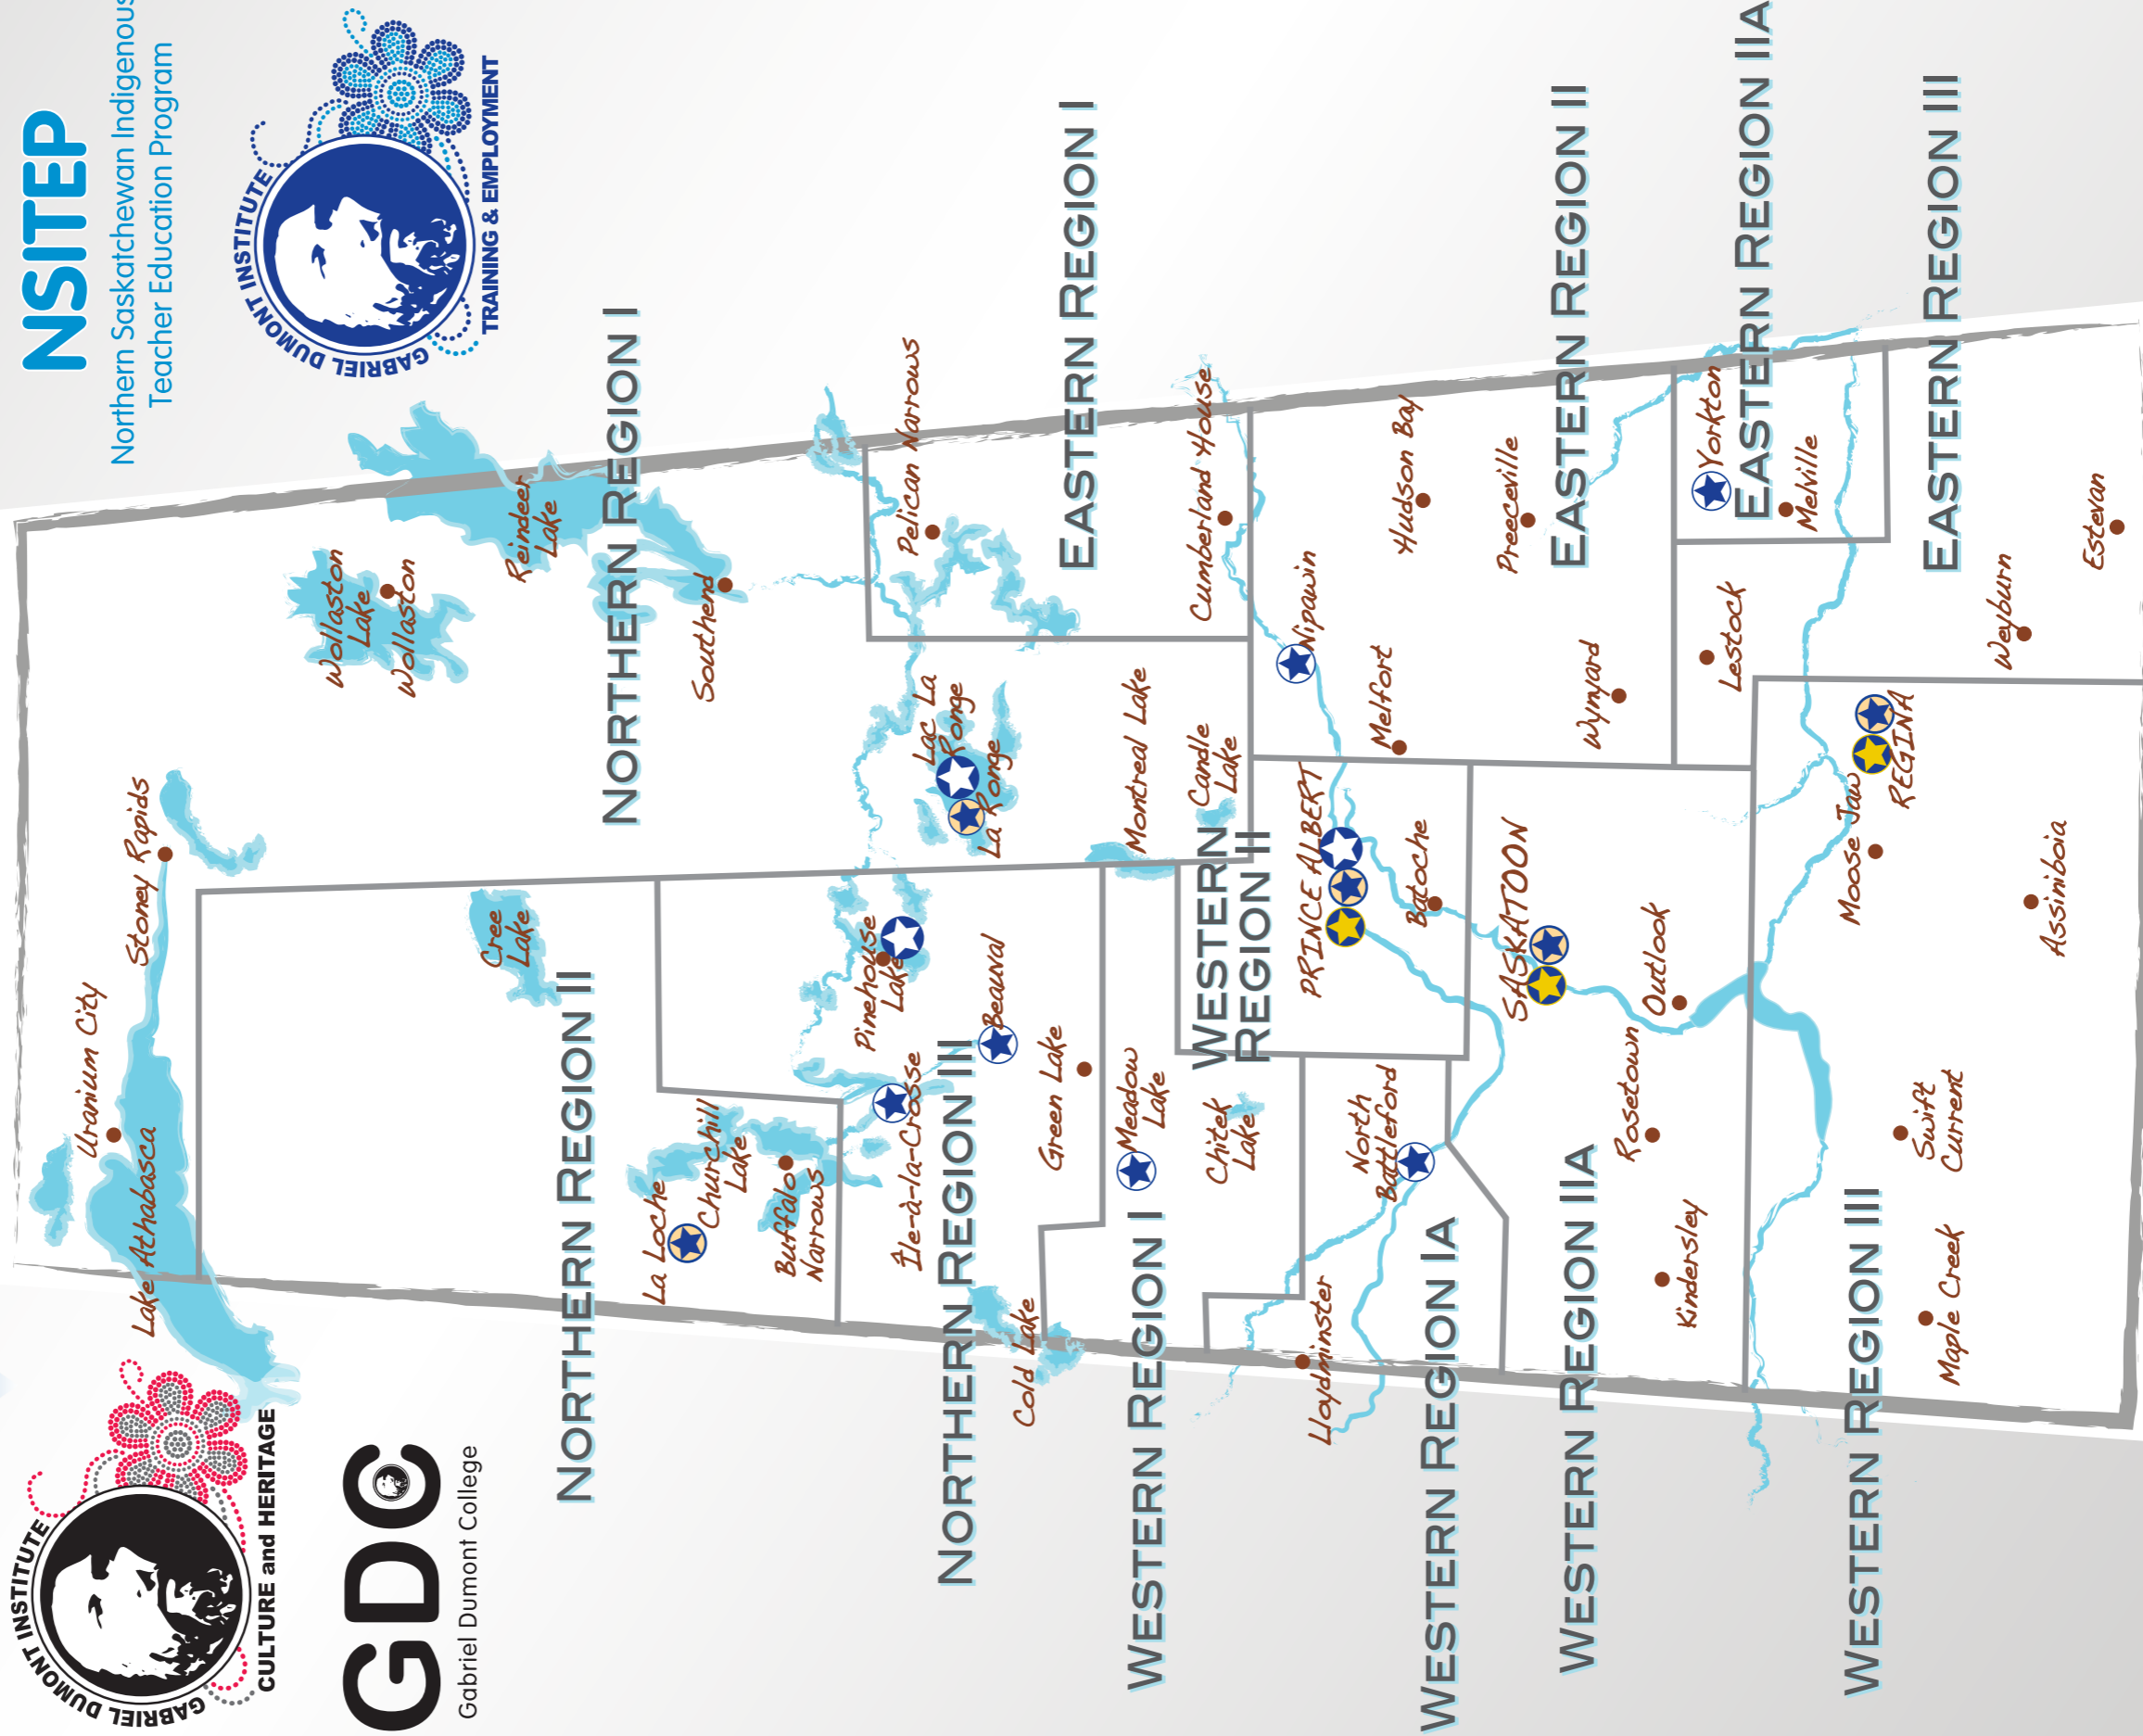 GABRIEL DUMONT INSTITUTE
CULTURE and HERITAGE
GDC
Gabriel Dumont College
NSITEP
Northern Saskatchewan Indigenous
Teacher Education Program
GABRIEL DUMONT INSTITUTE
TRAINING & EMPLOYMENT
Uranium City
Stoney Rapids
Lake Athabasca
Wollaston
Lake
Wollaston
Reindeer
Lake
Cree
Lake
NORTHERN REGION II
NORTHERN REGION I
Southend
La Loche
Churchill
Lake
Buffalo
Narrows
Pinehouse
Lake
Île-à-la-Crosse
Lac La
Ronge
La Ronge
Pelican Narrows
NORTHERN REGION III
Beauval
Cold Lake
Green Lake
EASTERN REGION I
Meadow
Lake
Montreal Lake
WESTERN REGION I
Chitek
Lake
Candle
Lake
Cumberland House
WESTERN
REGION II
Nipawin
Lloydminster
North
Battleford
PRINCE ALBERT
Melfort
Hudson Bay
Batoche
WESTERN REGION IA
SASKATOON
Preeceville
EASTERN REGION II
WESTERN REGION IIA
Wynyard
Outlook
Rosetown
Kindersley
Lestock
Yorkton
EASTERN REGION IIA
Melville
WESTERN REGION III
Moose Jaw
REGINA
EASTERN REGION III
Swift
Current
Maple Creek
Assiniboia
Weyburn
Estevan